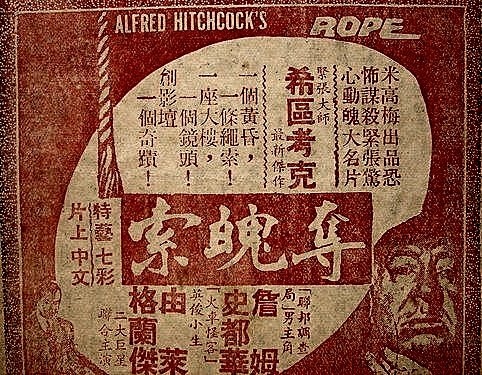 ALFRED HITCHCOCK'S
ROPE
米高梅出品恐
怖謀殺緊張驚
心動魄大名片
緊張大師
希區考克
最新傑作
一個黃昏，
一條繩索！
一座大樓，
一個鏡頭！
創影壇
一個奇蹟！
奪魄索
特藝七彩
片上中文
「聯邦調查
局」男主角
詹姆
史都華
「火車怪客」
英俊小生
由萊
格蘭傑
二大巨星
聯合主演